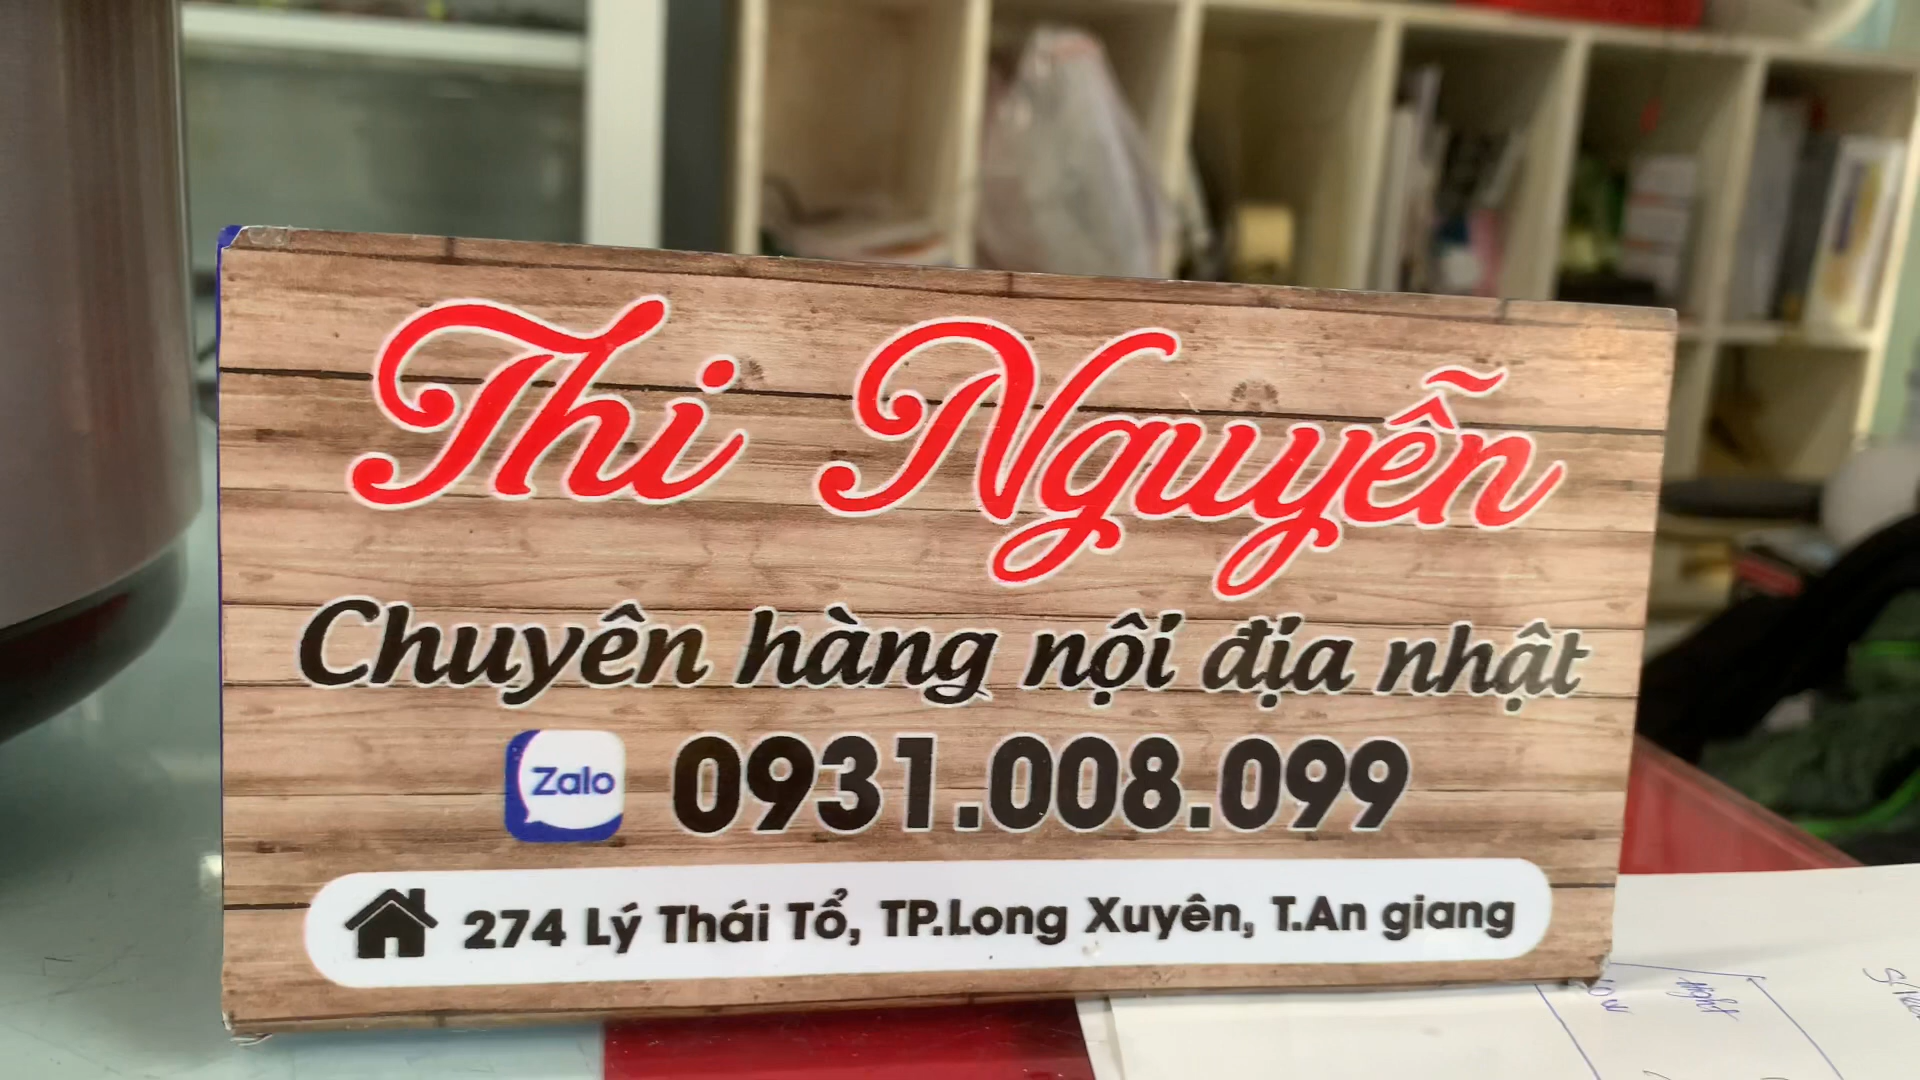 Thi Nguyễn
Chuyên hàng nội địa nhật
Zalo 0931.008.099
274 Lý Thái Tổ, TP.Long Xuyên, T.An giang